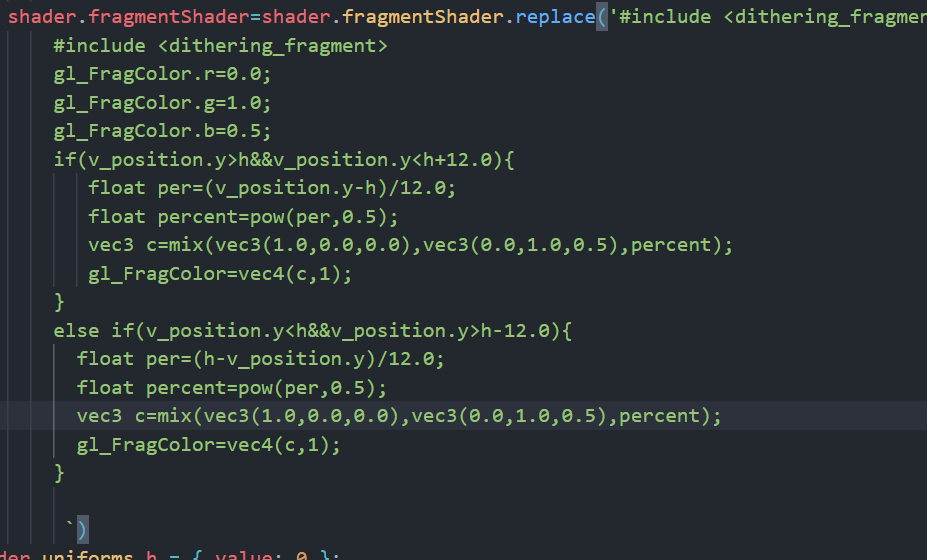 shader.fragmentShader=shader.fragmentShader.replace('#include <dithering_fragmen
#include <dithering_fragment>
gl_FragColor.r=0.0;
gl_FragColor.g=1.0;
gl_FragColor.b=0.5;
if(v_position.y>h&&v_position.y<h+12.0){
float per=(v_position.y-h)/12.0;
float percent=pow(per,0.5);
vec3 c=mix(vec3(1.0,0.0,0.0),vec3(0.0,1.0,0.5),percent);
gl_FragColor=vec4(c,1);
}
else if(v_position.y<h&&v_position.y>h-12.0){
float per=(h-v_position.y)/12.0;
float percent=pow(per,0.5);
vec3 c=mix(vec3(1.0,0.0,0.0),vec3(0.0,1.0,0.5),percent);
gl_FragColor=vec4(c,1);
}
`)
der.uniforms.h = { value: 0 };